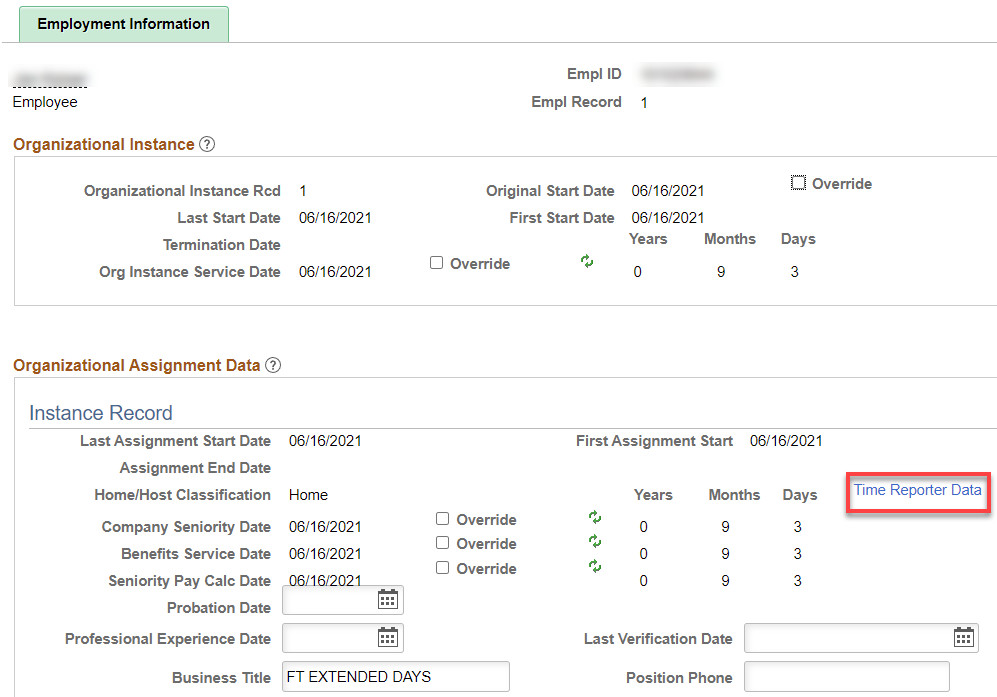 Employment Information
Empl ID
Employee
Empl Record 1
Organizational Instance ?
Organizational Instance Rcd 1 Original Start Date 06/16/2021 Override
Last Start Date 06/16/2021 First Start Date 06/16/2021
Termination Date Years Months Days
Org Instance Service Date 06/16/2021 Override 0 9 3
Organizational Assignment Data ?
Instance Record
Last Assignment Start Date 06/16/2021 First Assignment Start 06/16/2021
Assignment End Date
Home/Host Classification Home Years Months Days Time Reporter Data
Company Seniority Date 06/16/2021 Override 0 9 3
Benefits Service Date 06/16/2021 Override 0 9 3
Seniority Pay Calc Date 06/16/2021 Override 0 9 3
Probation Date
Professional Experience Date Last Verification Date
Business Title FT EXTENDED DAYS Position Phone